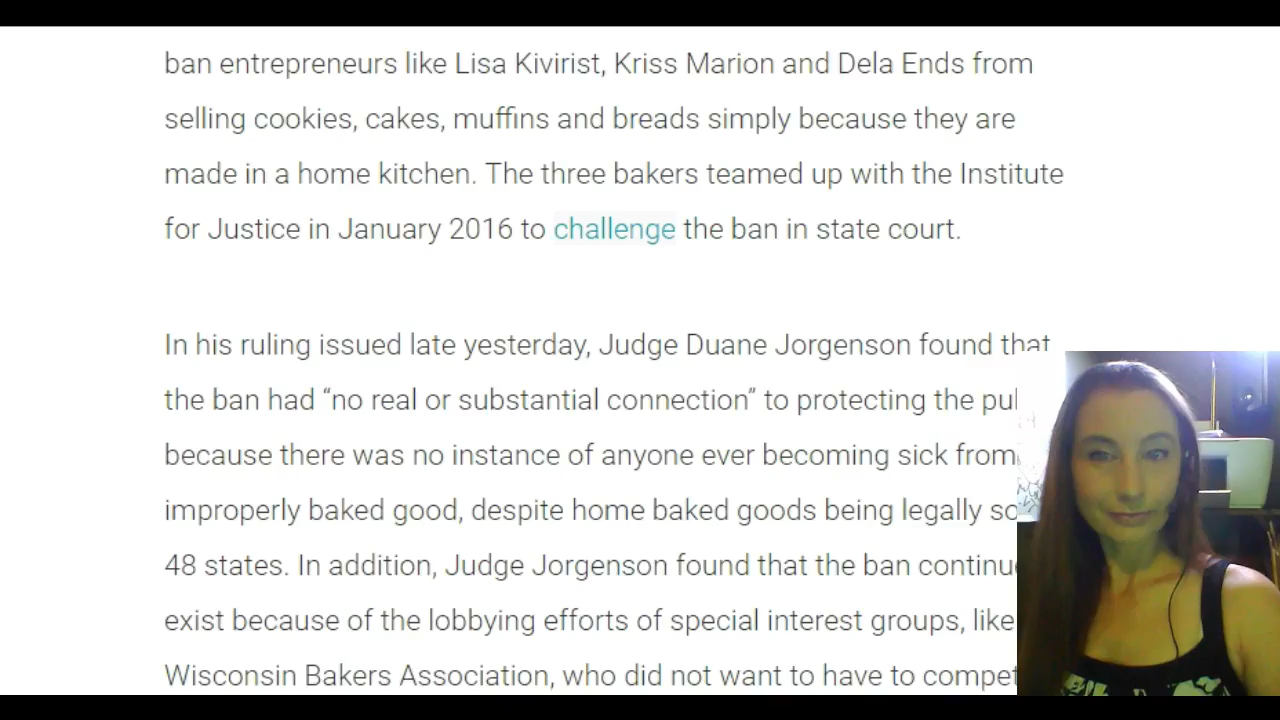 ban entrepreneurs like Lisa Kivirist, Kriss Marion and Dela Ends from
selling cookies, cakes, muffins and breads simply because they are
made in a home kitchen. The three bakers teamed up with the Institute
for Justice in January 2016 to challenge the ban in state court.
In his ruling issued late yesterday, Judge Duane Jorgenson found that
the ban had “no real or substantial connection” to protecting the
because there was no instance of anyone ever becoming sick from
improperly baked good, despite home baked goods being legally
48 states. In addition, Judge Jorgenson found that the ban
exist because of the lobbying efforts of special interest groups, like
Wisconsin Bakers Association, who did not want to have to